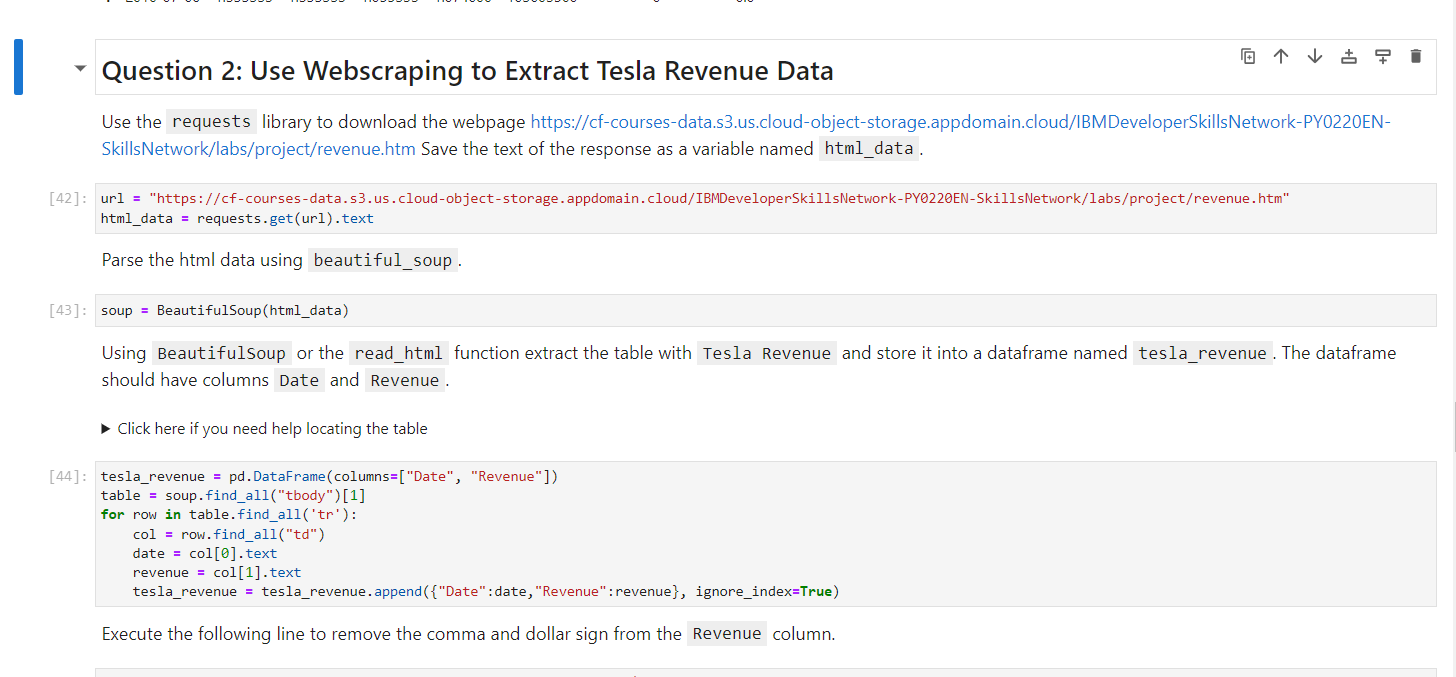 Question 2: Use Webscraping to Extract Tesla Revenue Data
Use the requests library to download the webpage https://cf-courses-data.s3.us.cloud-object-storage.appdomain.cloud/IBMDeveloperSkillsNetwork-PY0220EN-
SkillsNetwork/labs/project/revenue.htm Save the text of the response as a variable named html_data.
[42]: url = "https://cf-courses-data.s3.us.cloud-object-storage.appdomain.cloud/IBMDeveloperSkillsNetwork-PY0220EN-SkillsNetwork/labs/project/revenue.htm"
html_data = requests.get(url).text
Parse the html data using beautiful_soup.
[43]: soup = BeautifulSoup(html_data)
Using BeautifulSoup or the read_html function extract the table with Tesla Revenue and store it into a dataframe named tesla_revenue. The dataframe
should have columns Date and Revenue.
Click here if you need help locating the table
[44]: tesla_revenue = pd.DataFrame(columns=["Date", "Revenue"])
table = soup.find_all("tbody")[1]
for row in table.find_all('tr'):
    col = row.find_all("td")
    date = col[0].text
    revenue = col[1].text
    tesla_revenue = tesla_revenue.append({"Date":date,"Revenue":revenue}, ignore_index=True)
Execute the following line to remove the comma and dollar sign from the Revenue column.